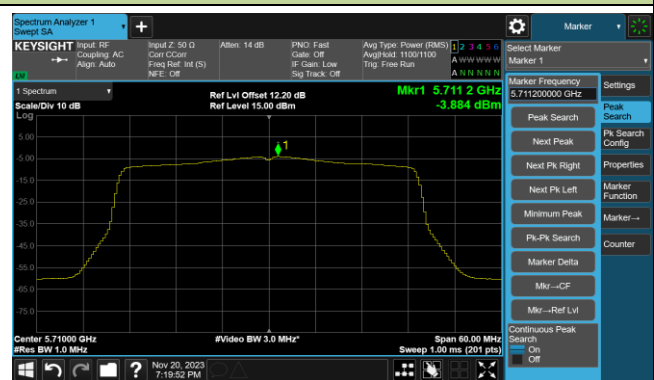 Spectrum Analyzer 1
Swept SA
+
Marker
KEYSIGHT
Input: RF
Coupling: AC
Align: Auto
Input Z: 50 Ω
Corr CCorr
Freq Ref: Int (S)
NFE: Off
Atten: 14 dB
PNO: Fast
Gate: Off
IF Gain: Low
Sig Track: Off
Avg Type: Power (RMS)
Avg|Hold: 1100/1100
Trig: Free Run
1 2 3 4 5 6
A W W W W W
A N N N N N
LV
Select Marker
Marker 1
1 Spectrum
Scale/Div 10 dB
Log
Ref Lvl Offset 12.20 dB
Ref Level 15.00 dBm
Mkr1 5.711 2 GHz
-3.884 dBm
5.00
-5.00
-15.0
-25.0
-35.0
-45.0
-55.0
-65.0
-75.0
1
Center 5.71000 GHz
#Res BW 1.0 MHz
#Video BW 3.0 MHz*
Span 60.00 MHz
Sweep 1.00 ms (201 pts)
Marker Frequency
5.711200000 GHz
Peak Search
Next Peak
Next Pk Right
Next Pk Left
Minimum Peak
Pk-Pk Search
Marker Delta
Mkr→CF
Mkr→Ref Lvl
Continuous Peak
Search
On
Off
Settings
Peak
Search
Pk Search
Config
Properties
Marker
Function
Marker→
Counter
?
Nov 20, 2023
7:19:52 PM